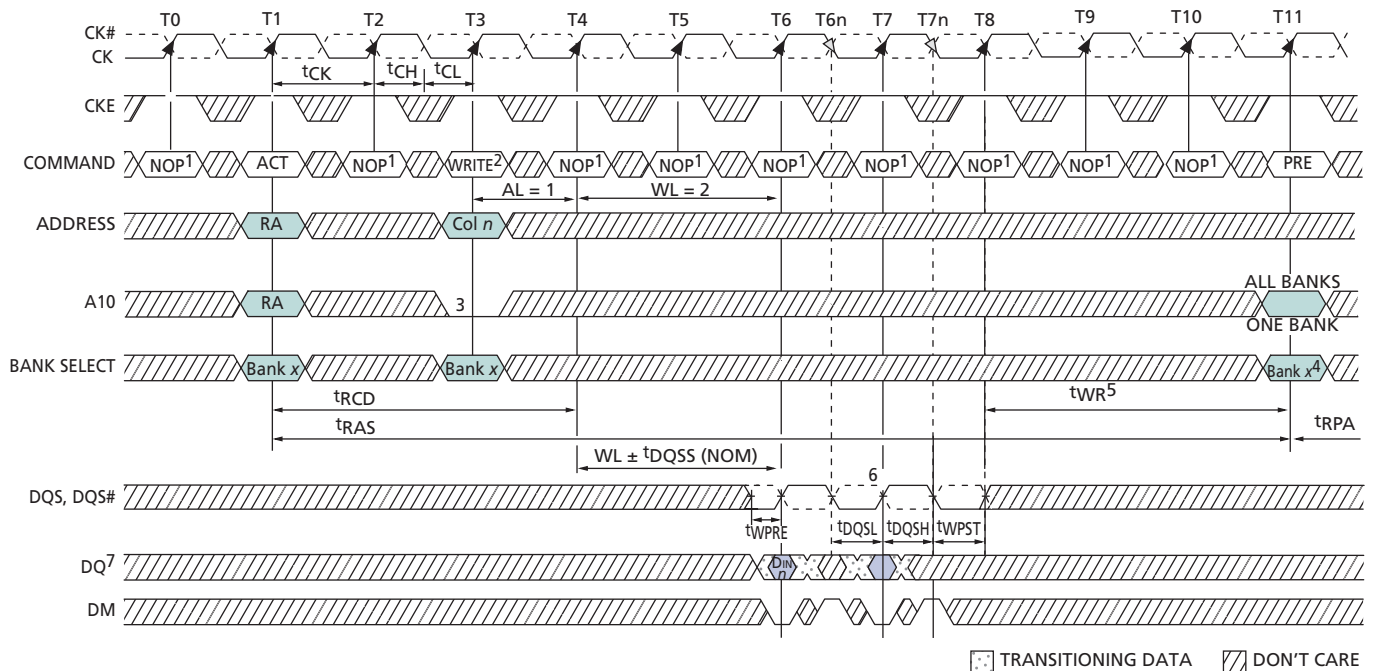 T0 T1 T2 T3 T4 T5 T6 T6n T7 T7n T8 T9 T10 T11
CK#
CK
tCK tCH tCL
CKE
COMMAND NOP1 ACT NOP1 WRITE2 NOP1 NOP1 NOP1 NOP1 NOP1 NOP1 NOP1 PRE
AL = 1 WL = 2
ADDRESS RA Col n
ALL BANKS
A10 RA 3
ONE BANK
BANK SELECT Bank x Bank x Bank x4
tRCD tWR5
tRAS tRPA
WL ± tDQSS (NOM)
6
DQS, DQS#
tWPRE tDQSL tDQSH tWPST
DQ7 DIN n
DM
TRANSITIONING DATA DON'T CARE